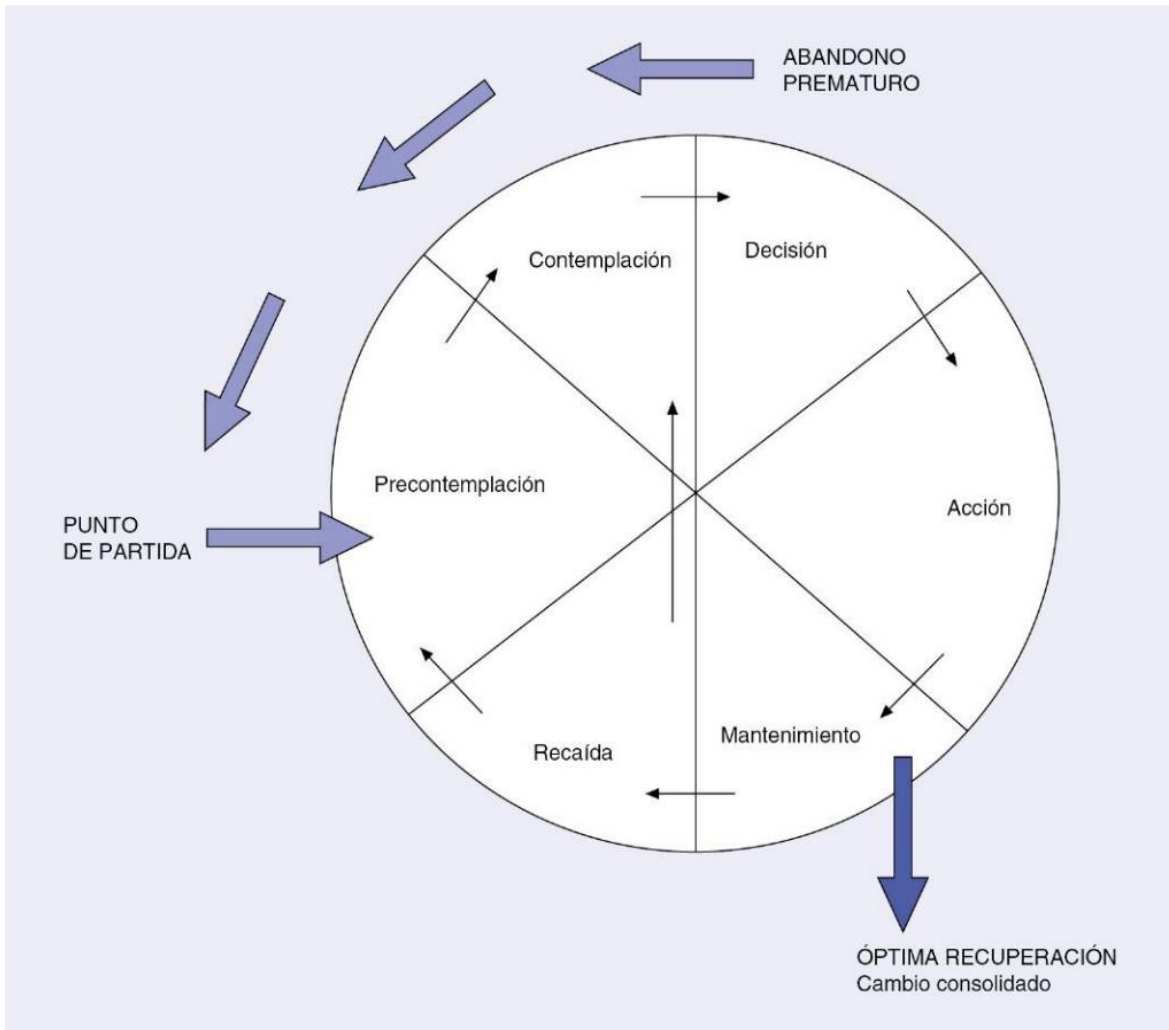 ABANDONO
PREMATURO
Contemplación
Decisión
Precontemplación
Acción
PUNTO
DE PARTIDA
Recaída
Mantenimiento
ÓPTIMA RECUPERACIÓN
Cambio consolidado